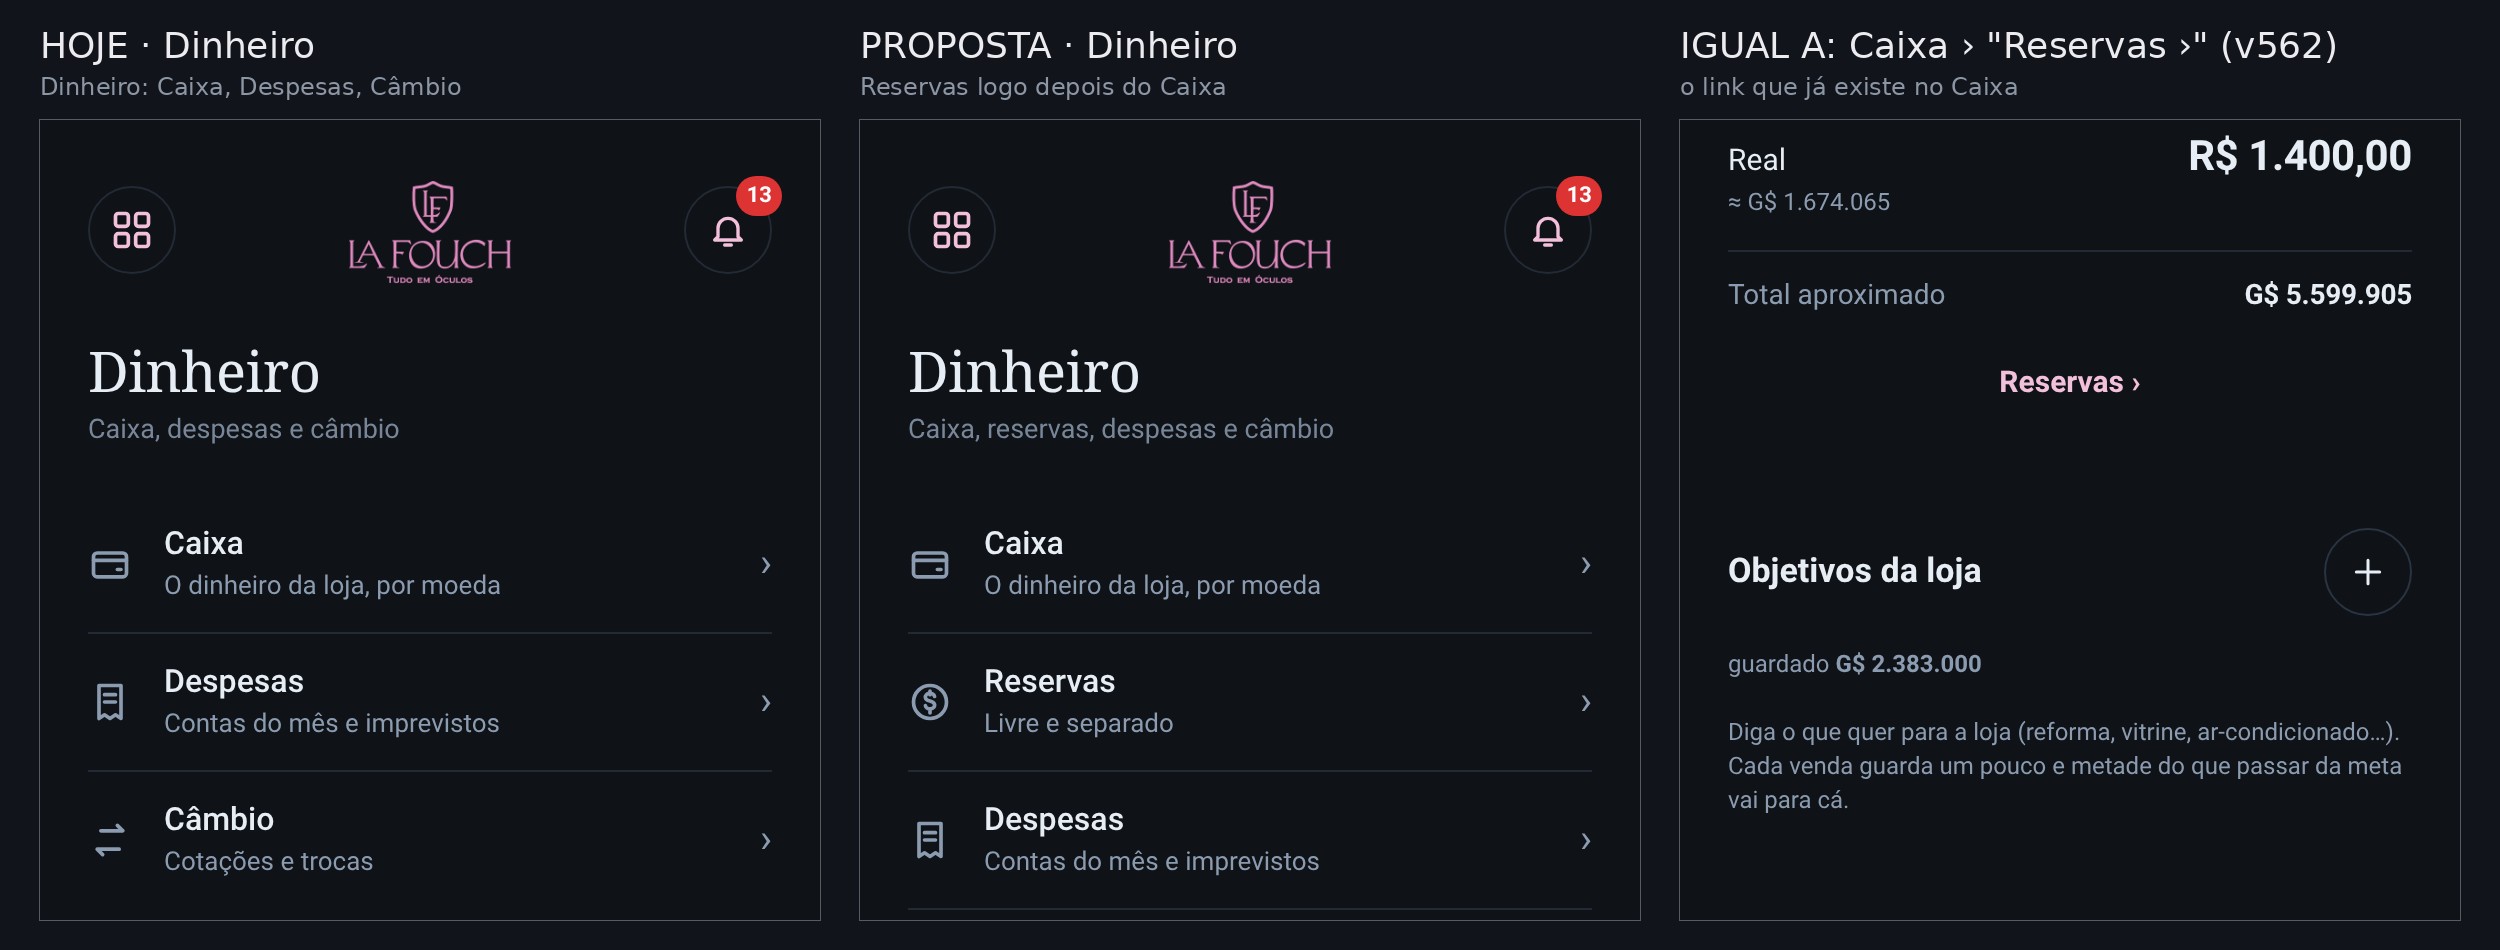 HOJE · Dinheiro
Dinheiro: Caixa, Despesas, Câmbio
13
LF
LA FOUCH
TUDO EM ÓCULOS
Dinheiro
Caixa, despesas e câmbio
Caixa
O dinheiro da loja, por moeda
›
Despesas
Contas do mês e imprevistos
›
Câmbio
Cotações e trocas
›
PROPOSTA · Dinheiro
Reservas logo depois do Caixa
13
LF
LA FOUCH
TUDO EM ÓCULOS
Dinheiro
Caixa, reservas, despesas e câmbio
Caixa
O dinheiro da loja, por moeda
›
$
Reservas
Livre e separado
›
Despesas
Contas do mês e imprevistos
›
IGUAL A: Caixa › "Reservas ›" (v562)
o link que já existe no Caixa
Real R$ 1.400,00
≈ G$ 1.674.065
Total aproximado G$ 5.599.905
Reservas ›
Objetivos da loja
+
guardado G$ 2.383.000
Diga o que quer para a loja (reforma, vitrine, ar-condicionado…).
Cada venda guarda um pouco e metade do que passar da meta
vai para cá.